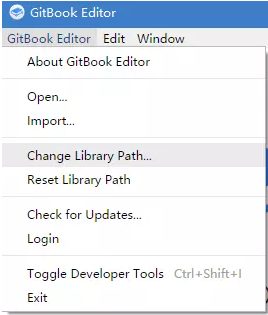 GitBook Editor
GitBook Editor Edit Window
About GitBook Editor
Open...
Import...
Change Library Path...
Reset Library Path
Check for Updates...
Login
Toggle Developer Tools Ctrl+Shift+I
Exit